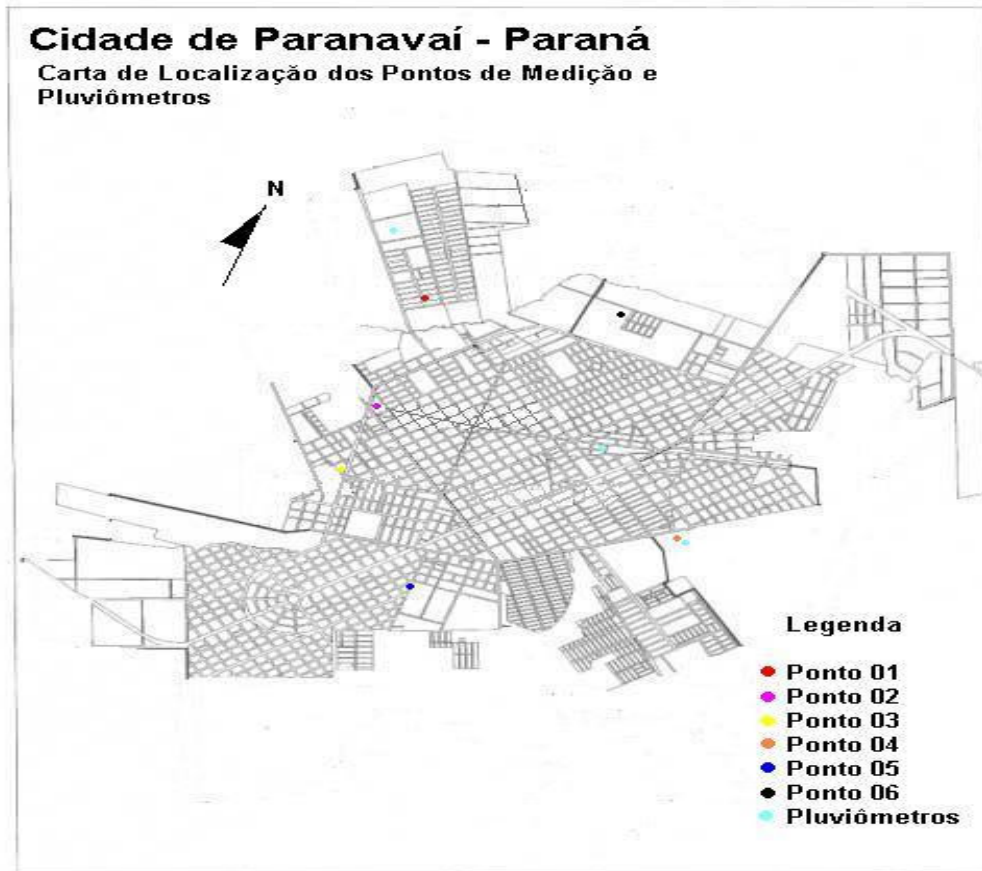 Cidade de Paranavaí - Paraná
Carta de Localização dos Pontos de Medição e
Pluviômetros
N
Legenda
Ponto 01
Ponto 02
Ponto 03
Ponto 04
Ponto 05
Ponto 06
Pluviômetros